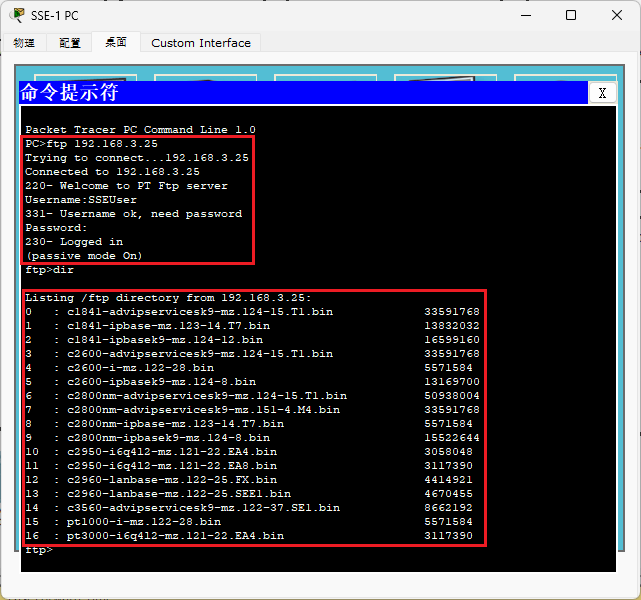 SSE-1 PC
物理 配置 桌面 Custom Interface
命令提示符 X
Packet Tracer PC Command Line 1.0
PC>ftp 192.168.3.25
Trying to connect...192.168.3.25
Connected to 192.168.3.25
220- Welcome to PT Ftp server
Username:SSEUser
331- Username ok, need password
Password:
230- Logged in
(passive mode On)
ftp>dir
Listing /ftp directory from 192.168.3.25:
0 : c1841-advipservicesk9-mz.124-15.T1.bin 33591768
1 : c1841-ipbase-mz.123-14.T7.bin 13832032
2 : c1841-ipbasek9-mz.124-12.bin 16599160
3 : c2600-advipservicesk9-mz.124-15.T1.bin 33591768
4 : c2600-i-mz.122-28.bin 5571584
5 : c2600-ipbasek9-mz.124-8.bin 13169700
6 : c2800nm-advipservicesk9-mz.124-15.T1.bin 50938004
7 : c2800nm-advipservicesk9-mz.151-4.M4.bin 33591768
8 : c2800nm-ipbase-mz.123-14.T7.bin 5571584
9 : c2800nm-ipbasek9-mz.124-8.bin 15522644
10 : c2950-i6q4l2-mz.121-22.EA4.bin 3058048
11 : c2950-i6q4l2-mz.121-22.EA8.bin 3117390
12 : c2960-lanbase-mz.122-25.FX.bin 4414921
13 : c2960-lanbase-mz.122-25.SEE1.bin 4670455
14 : c3560-advipservicesk9-mz.122-37.SE1.bin 8662192
15 : pt1000-i-mz.122-28.bin 5571584
16 : pt3000-i6q4l2-mz.121-22.EA4.bin 3117390
ftp>